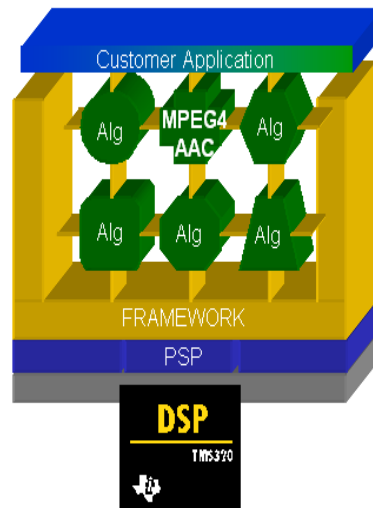 Customer Application
Alg
MPEG4
AAC
Alg
Alg
Alg
Alg
FRAMEWORK
PSP
DSP
TMS320